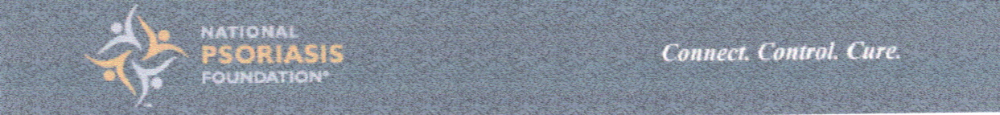 NATIONAL
PSORIASIS
FOUNDATION®
Connect. Control. Cure.